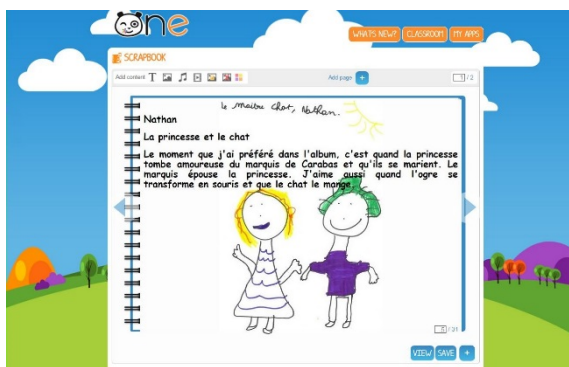 One
WHAT'S NEW?
CLASSROOM
MY APPS
SCRAPBOOK
Add content T
Add page +
1 / 2
le maître chat, Nathan.
Nathan
La princesse et le chat
Le moment que j'ai préféré dans l'album, c'est quand la princesse
tombe amoureuse du marquis de Carabas et qu'ils se marient. Le
marquis épouse la princesse. J'aime aussi quand l'ogre se
transforme en souris et que le chat le mange.
VIEW
SAVE
+